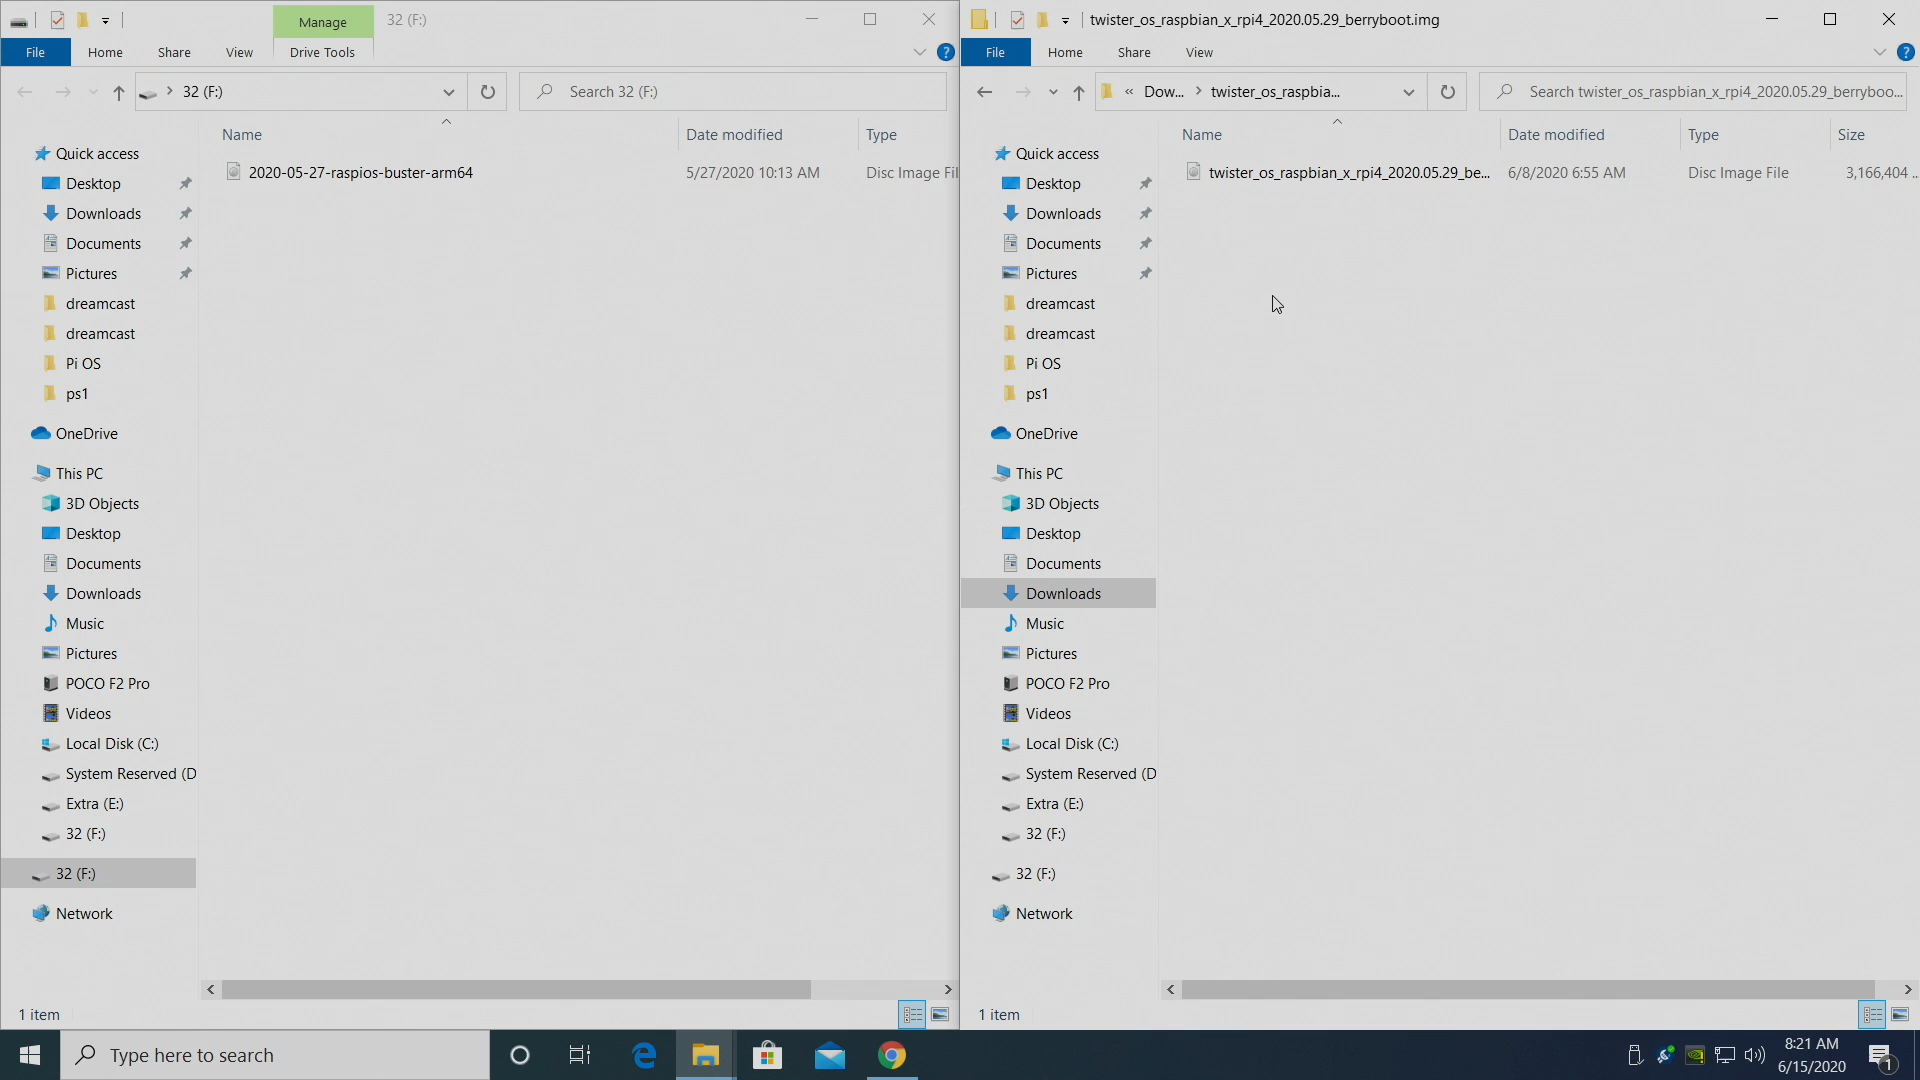 Manage
32 (F:)
File
Home
Share
View
Drive Tools
32 (F:)
Search 32 (F:)
Name
Date modified
Type
2020-05-27-raspios-buster-arm64
5/27/2020 10:13 AM
Disc Image Fil
Quick access
Desktop
Downloads
Documents
Pictures
dreamcast
dreamcast
Pi OS
ps1
OneDrive
This PC
3D Objects
Desktop
Documents
Downloads
Music
Pictures
POCO F2 Pro
Videos
Local Disk (C:)
System Reserved (D
Extra (E:)
32 (F:)
32 (F:)
Network
1 item
twister_os_raspbian_x_rpi4_2020.05.29_berryboot.img
File
Home
Share
View
« Dow...
twister_os_raspbia...
Search twister_os_raspbian_x_rpi4_2020.05.29_berryboo...
Name
Date modified
Type
Size
twister_os_raspbian_x_rpi4_2020.05.29_be...
6/8/2020 6:55 AM
Disc Image File
3,166,404 ..
Quick access
Desktop
Downloads
Documents
Pictures
dreamcast
dreamcast
Pi OS
ps1
OneDrive
This PC
3D Objects
Desktop
Documents
Downloads
Music
Pictures
POCO F2 Pro
Videos
Local Disk (C:)
System Reserved (D
Extra (E:)
32 (F:)
32 (F:)
Network
1 item
Type here to search
8:21 AM
6/15/2020
1